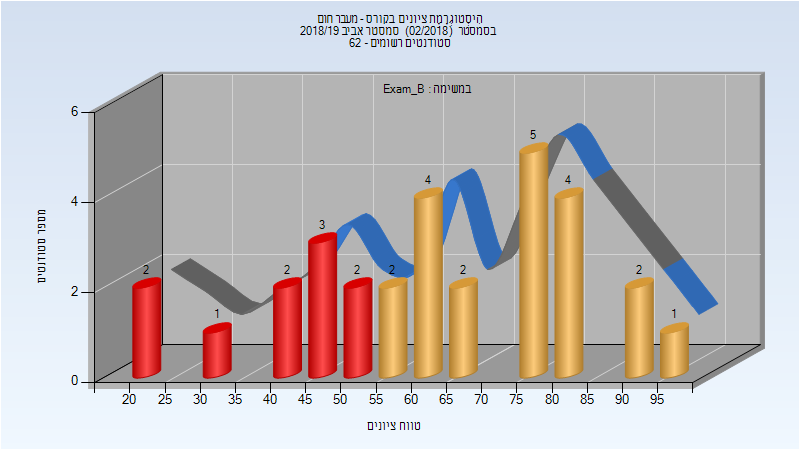 הִיסְטוֹגְרָמַת ציונים בקורס - מעבר חום
בסמסטר (02/2018) סמסטר אביב 2018/19
סטודנטים רשומים - 62
במשימה : Exam_B
מספר סטודנטים
6
4
2
0
2
1
2
3
2
2
4
2
5
4
2
1
20 25 30 35 40 45 50 55 60 65 70 75 80 85 90 95
טווח ציונים